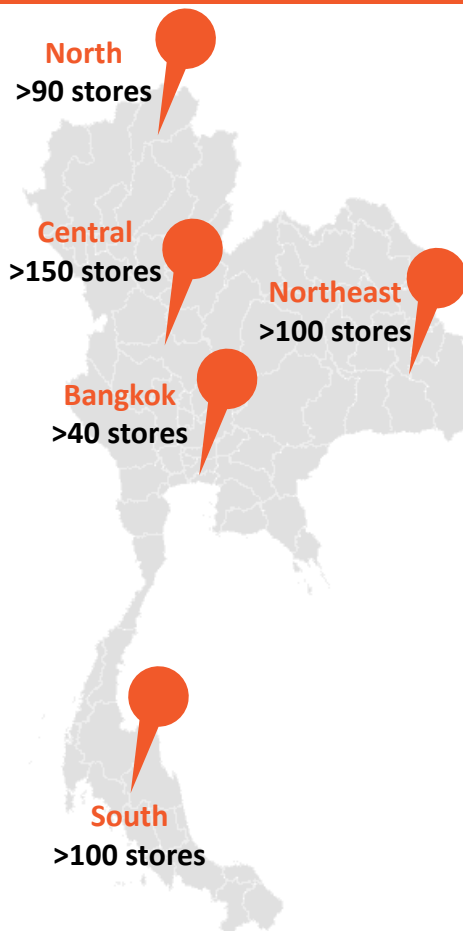 North
>90 stores
Central
>150 stores
Northeast
>100 stores
Bangkok
>40 stores
South
>100 stores